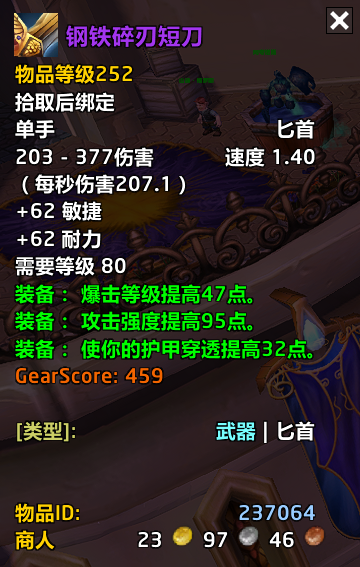 钢铁碎刃短刀
物品等级252
拾取后绑定
单手 匕首
203 - 377伤害 速度 1.40
（每秒伤害207.1）
+62 敏捷
+62 耐力
需要等级 80
装备： 爆击等级提高47点。
装备： 攻击强度提高95点。
装备： 使你的护甲穿透提高32点。
GearScore: 459
[类型]: 武器 | 匕首
物品ID: 237064
商人 23 97 46